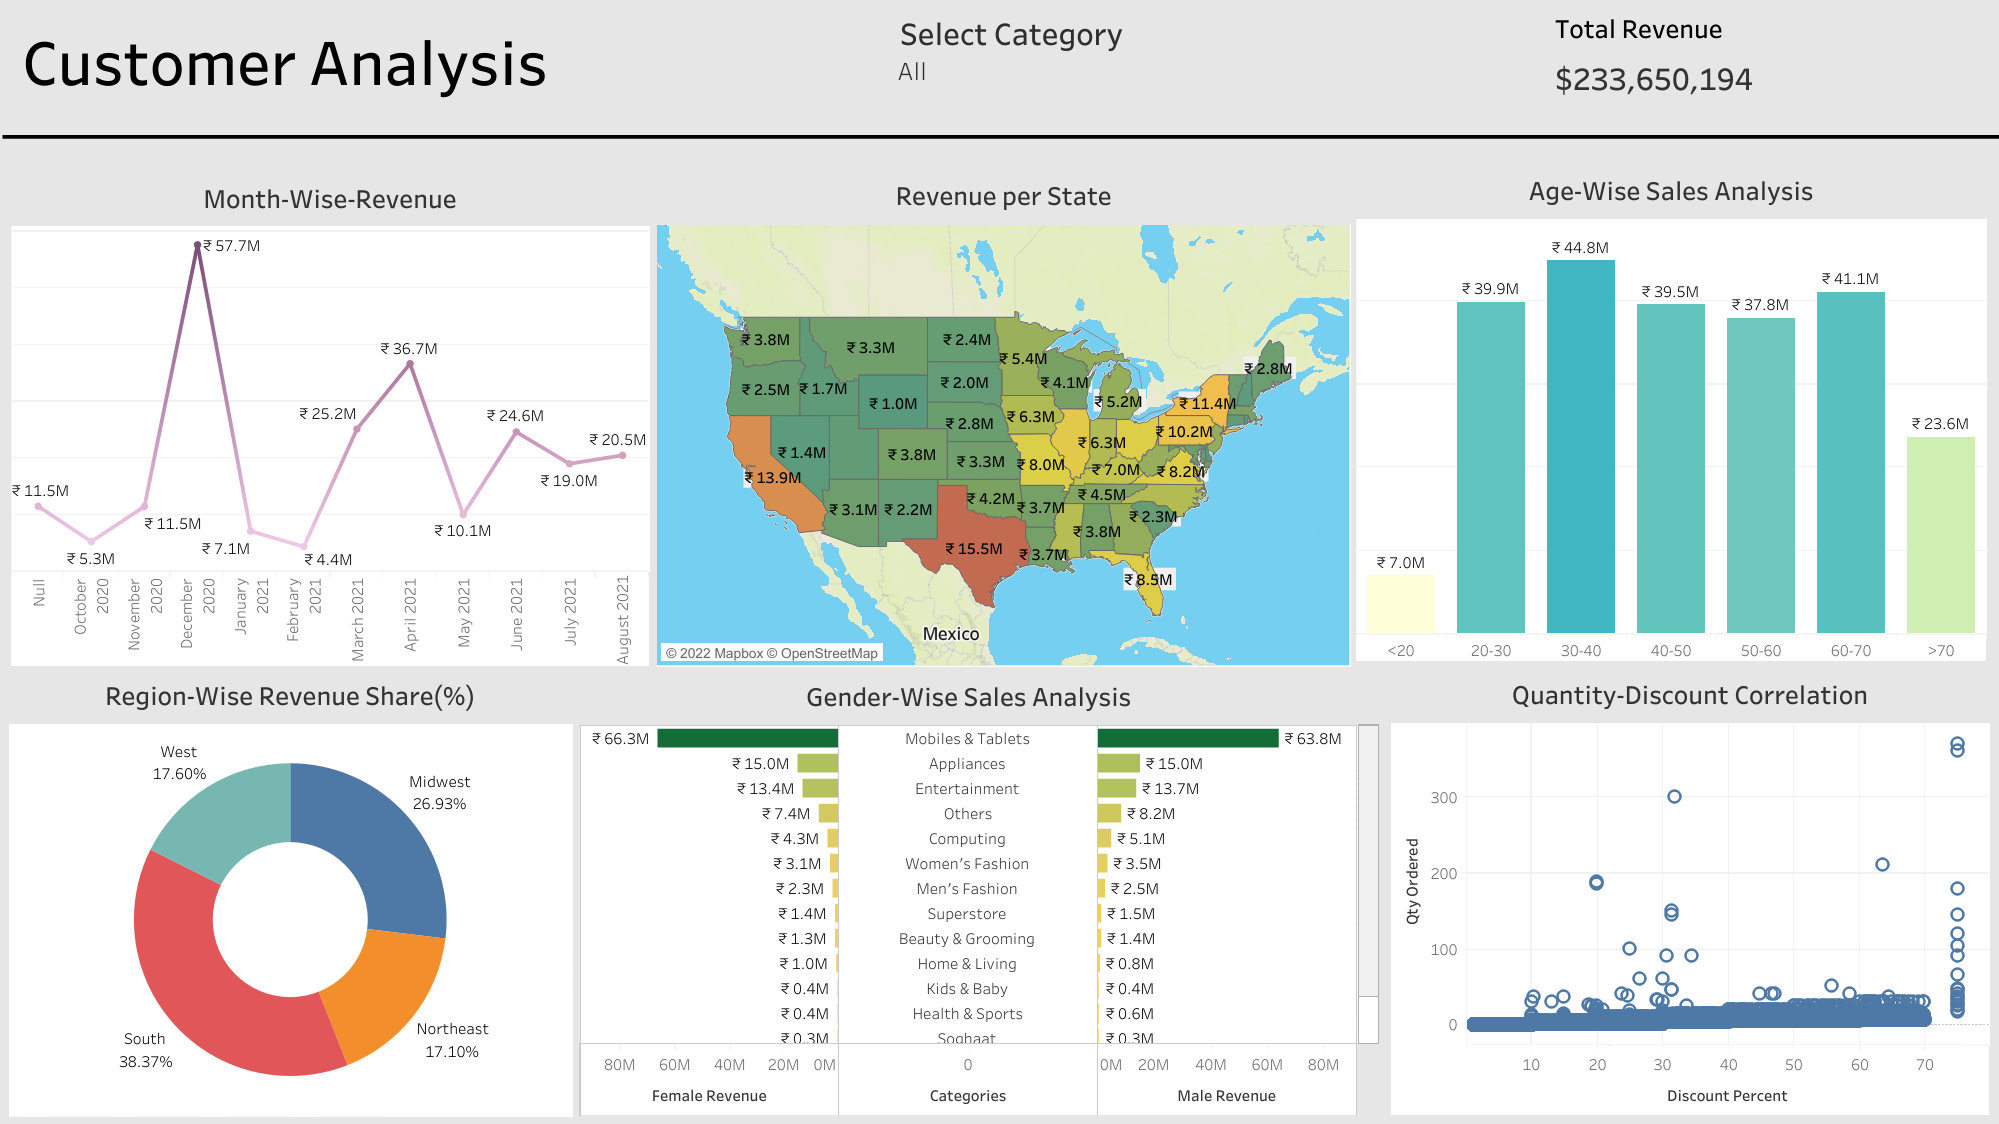 Customer Analysis
Select Category
All
Total Revenue
$233,650,194
Month-Wise-Revenue
₹ 57.7M
₹ 36.7M
₹ 25.2M
₹ 24.6M
₹ 20.5M
₹ 19.0M
₹ 11.5M
₹ 11.5M
₹ 10.1M
₹ 7.1M
₹ 5.3M
₹ 4.4M
Null
October 2020
November 2020
December 2020
January 2021
February 2021
March 2021
April 2021
May 2021
June 2021
July 2021
August 2021
Revenue per State
₹ 3.8M
₹ 3.3M
₹ 2.4M
₹ 5.4M
₹ 2.8M
₹ 2.5M
₹ 1.7M
₹ 1.0M
₹ 2.0M
₹ 4.1M
₹ 5.2M
₹ 11.4M
₹ 2.8M
₹ 6.3M
₹ 6.3M
₹ 10.2M
₹ 1.4M
₹ 3.8M
₹ 3.3M
₹ 8.0M
₹ 7.0M
₹ 8.2M
₹ 13.9M
₹ 3.1M
₹ 2.2M
₹ 4.2M
₹ 3.7M
₹ 4.5M
₹ 2.3M
₹ 3.8M
₹ 15.5M
₹ 3.7M
₹ 8.5M
Mexico
© 2022 Mapbox © OpenStreetMap
Age-Wise Sales Analysis
₹ 7.0M
₹ 39.9M
₹ 44.8M
₹ 39.5M
₹ 37.8M
₹ 41.1M
₹ 23.6M
<20
20-30
30-40
40-50
50-60
60-70
>70
Region-Wise Revenue Share(%)
West
17.60%
Midwest
26.93%
South
38.37%
Northeast
17.10%
Gender-Wise Sales Analysis
₹ 66.3M Mobiles & Tablets ₹ 63.8M
₹ 15.0M Appliances ₹ 15.0M
₹ 13.4M Entertainment ₹ 13.7M
₹ 7.4M Others ₹ 8.2M
₹ 4.3M Computing ₹ 5.1M
₹ 3.1M Women's Fashion ₹ 3.5M
₹ 2.3M Men's Fashion ₹ 2.5M
₹ 1.4M Superstore ₹ 1.5M
₹ 1.3M Beauty & Grooming ₹ 1.4M
₹ 1.0M Home & Living ₹ 0.8M
₹ 0.4M Kids & Baby ₹ 0.4M
₹ 0.4M Health & Sports ₹ 0.6M
₹ 0.3M Soghaat ₹ 0.3M
80M 60M 40M 20M 0M 0 0M 20M 40M 60M 80M
Female Revenue Categories Male Revenue
Quantity-Discount Correlation
Qty Ordered
300
200
100
0
10 20 30 40 50 60 70
Discount Percent